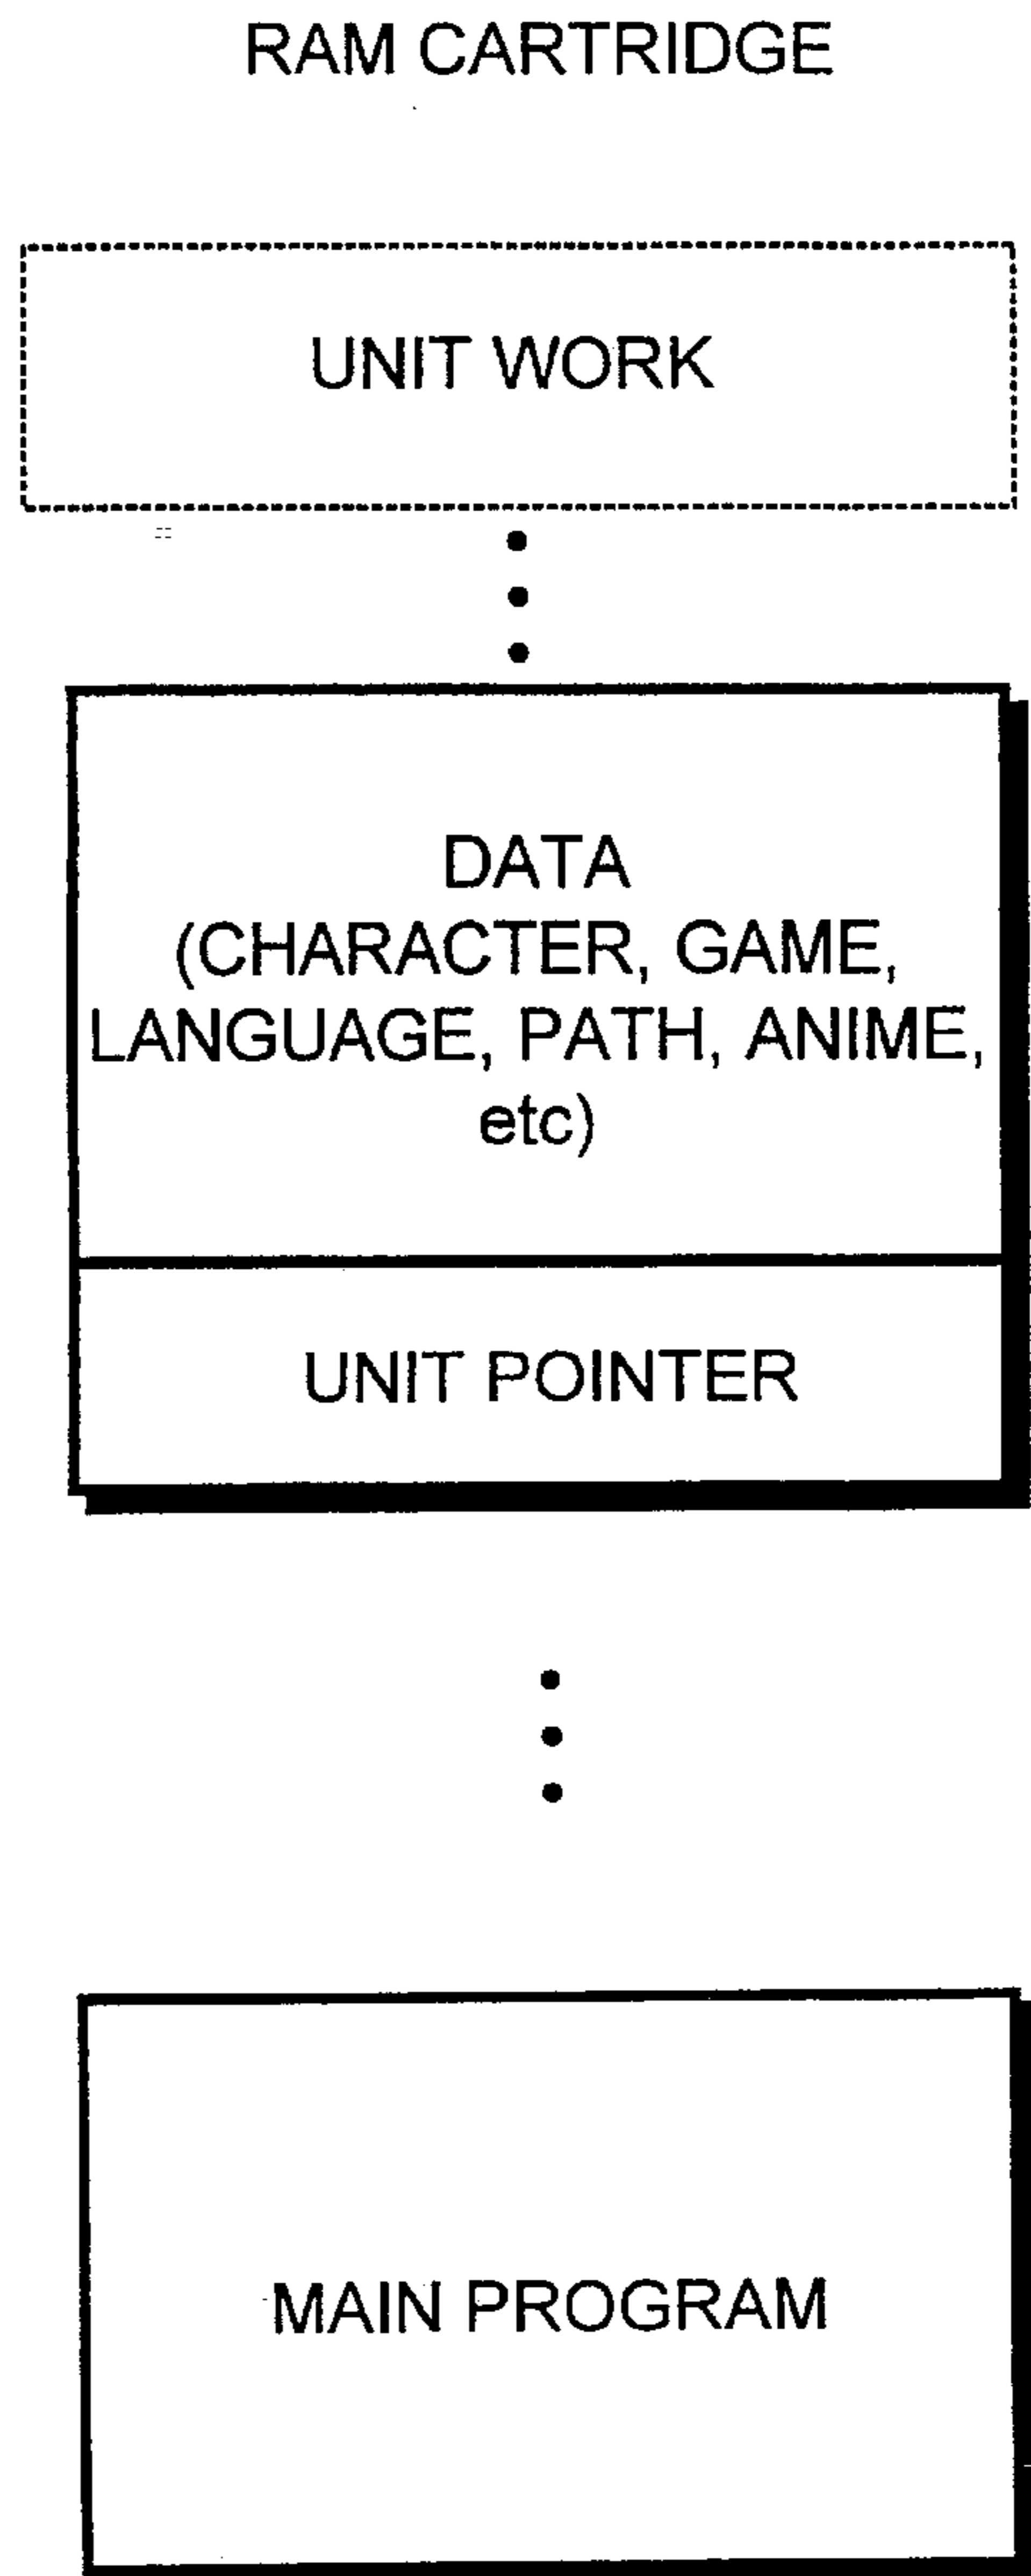 RAM CARTRIDGE
UNIT WORK
DATA
(CHARACTER, GAME,
LANGUAGE, PATH, ANIME,
etc)
UNIT POINTER
MAIN PROGRAM